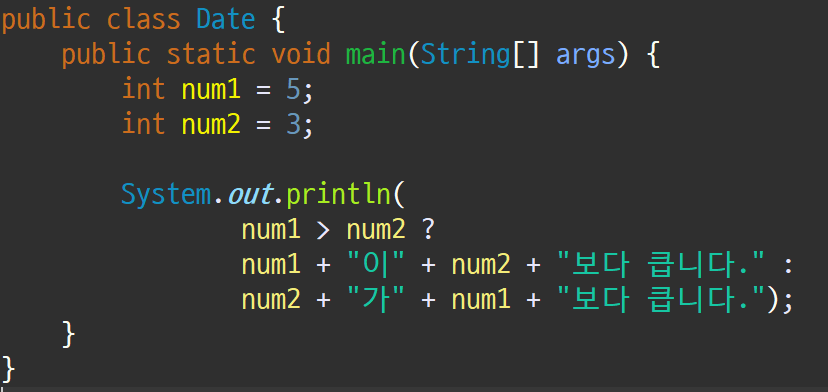 public class Date {
    public static void main(String[] args) {
        int num1 = 5;
        int num2 = 3;

        System.out.println(
                num1 > num2 ?
                num1 + "이" + num2 + "보다 큽니다." :
                num2 + "가" + num1 + "보다 큽니다.");
    }
}